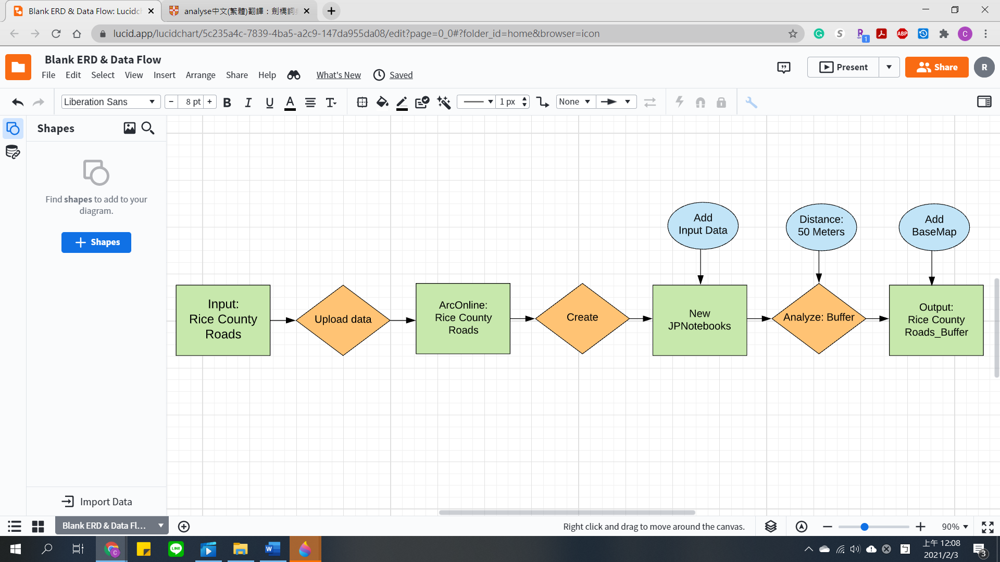 Blank ERD & Data Flow: Lucidch
analyse中文(繁體)翻譯：劍橋詞
lucid.app/lucidchart/5c235a4c-7839-4ba5-a2c9-147da955da08/edit?page=0_0#?folder_id=home&browser=icon
1
ABP
C
Blank ERD & Data Flow
File Edit Select View Insert Arrange Share Help What's New Saved
Present
Share
R
Liberation Sans
8 pt
1 px
None
Shapes
Find shapes to add to your
diagram.
Shapes
Add
Input Data
Distance:
50 Meters
Add
BaseMap
Input:
Rice County
Roads
Upload data
ArcOnline:
Rice County
Roads
Create
New
JPNotebooks
Analyze: Buffer
Output:
Rice County
Roads_Buffer
Import Data
Blank ERD & Data Fl...
Right click and drag to move around the canvas.
90%
LINE
上午 12:08
2021/2/3
3